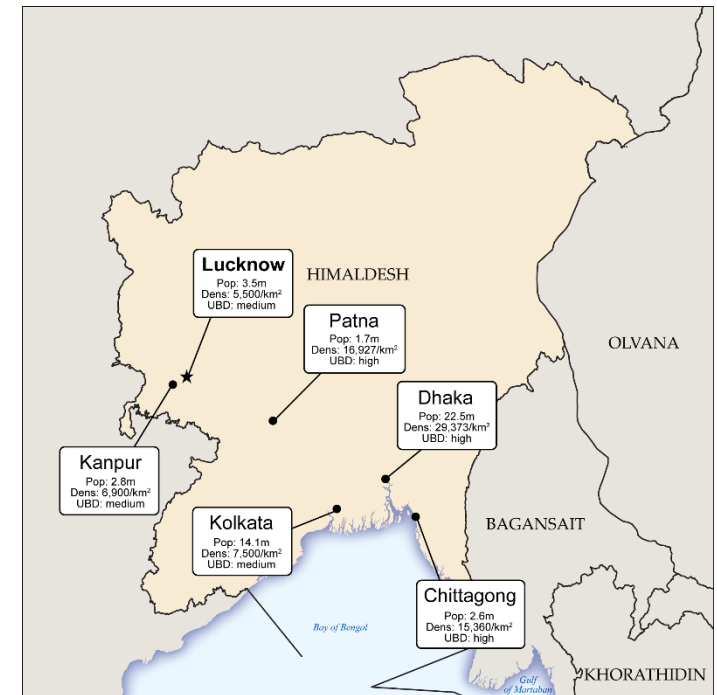 Lucknow
Pop: 3.5m
Dens: 5,500/km²
UBD: medium
HIMALDESH
Patna
Pop: 1.7m
Dens: 16,927/km²
UBD: high
OLVANA
Dhaka
Pop: 22.5m
Dens: 29,373/km²
UBD: high
Kanpur
Pop: 2.8m
Dens: 6,900/km²
UBD: medium
Kolkata
Pop: 14.1m
Dens: 7,500/km²
UBD: medium
BAGANSAIT
Chittagong
Pop: 2.6m
Dens: 15,360/km²
UBD: high
Bay of Bengal
KHORATHIDIN
Gulf
of Martaban